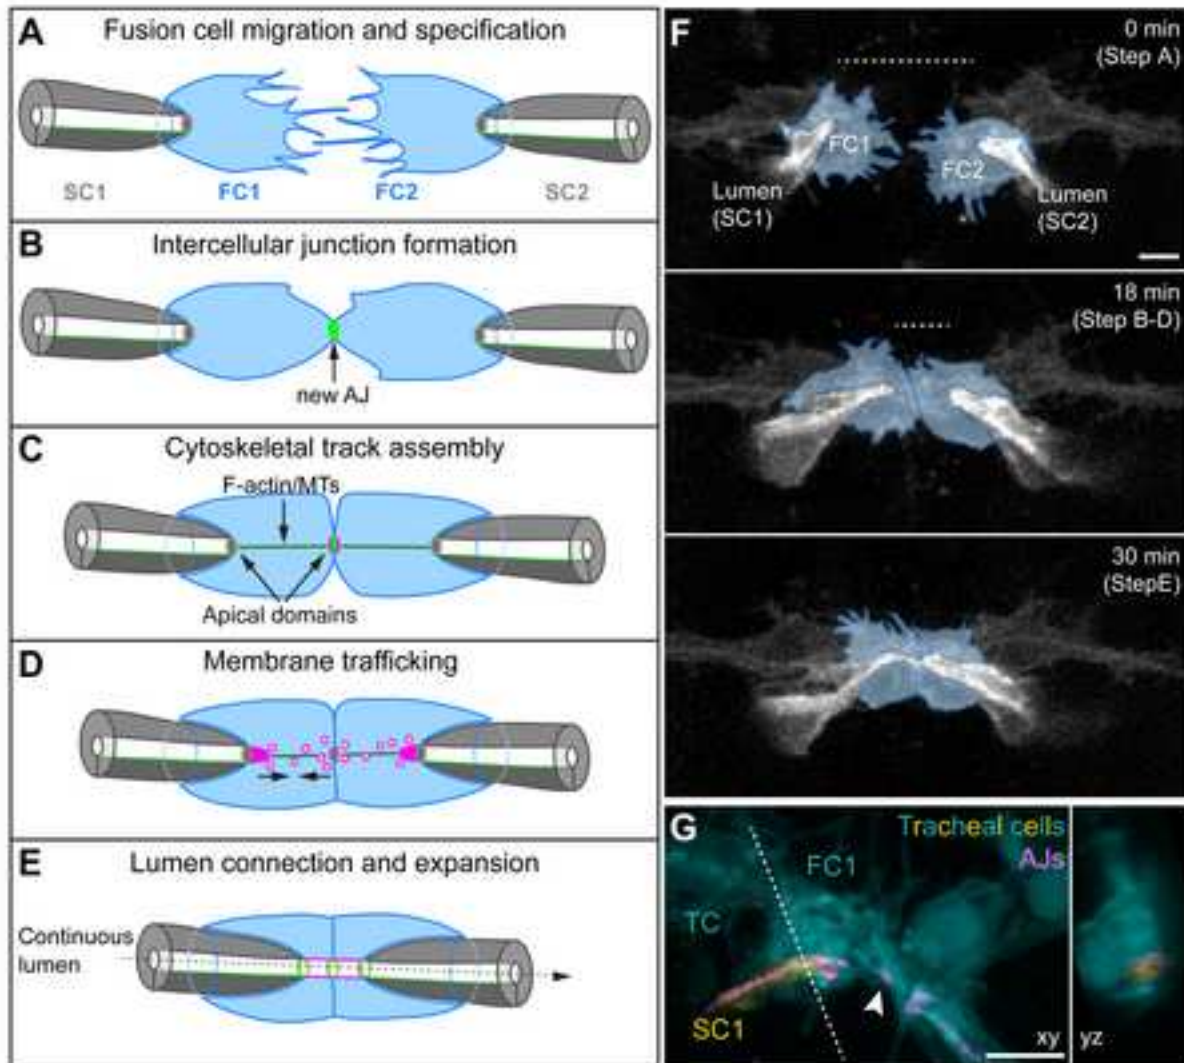 A
Fusion cell migration and specification
SC1
FC1
FC2
SC2
B
Intercellular junction formation
new AJ
C
Cytoskeletal track assembly
F-actin/MTs
Apical domains
D
Membrane trafficking
E
Lumen connection and expansion
Continuous
lumen
F
0 min
(Step A)
FC1
FC2
Lumen
(SC1)
Lumen
(SC2)
18 min
(Step B-D)
30 min
(StepE)
G
Tracheal cells
AJs
FC1
TC
SC1
xy
yz